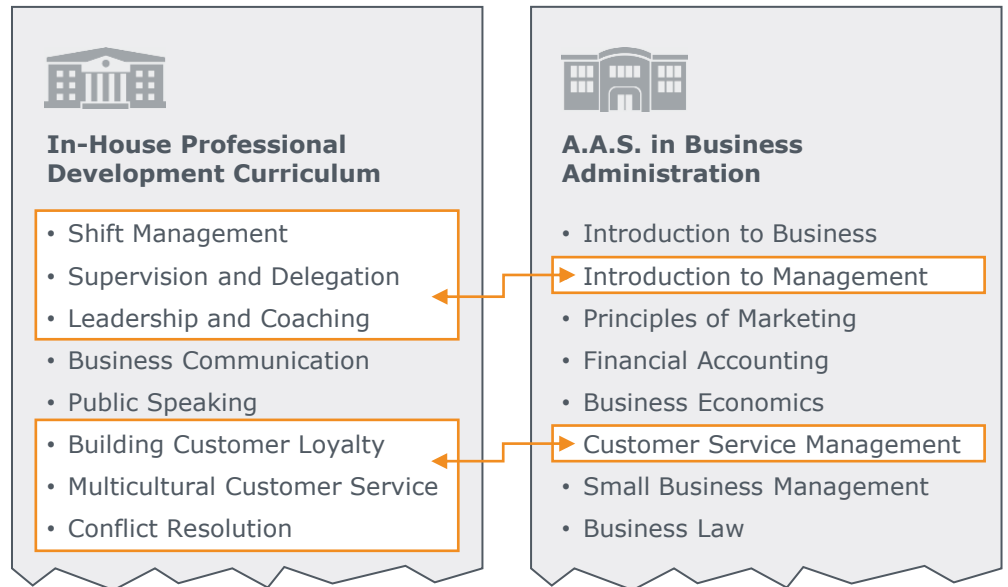 In-House Professional
Development Curriculum
• Shift Management
• Supervision and Delegation
• Leadership and Coaching
• Business Communication
• Public Speaking
• Building Customer Loyalty
• Multicultural Customer Service
• Conflict Resolution
A.A.S. in Business
Administration
• Introduction to Business
• Introduction to Management
• Principles of Marketing
• Financial Accounting
• Business Economics
• Customer Service Management
• Small Business Management
• Business Law